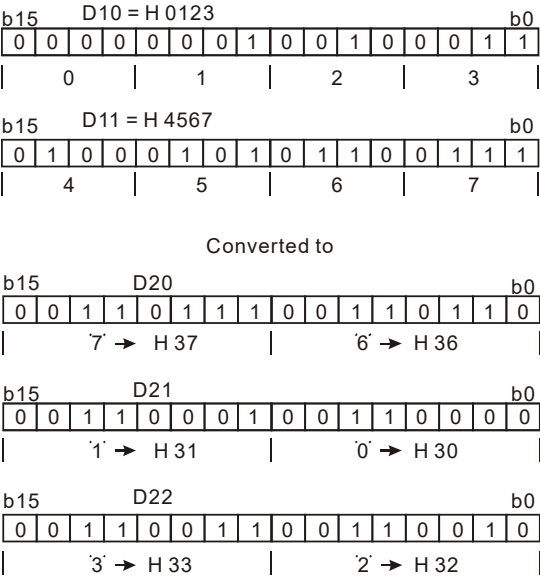 b15 D10 = H 0123 b0
0 0 0 0 0 0 0 1 0 0 1 0 0 0 1 1
0 1 2 3
b15 D11 = H 4567 b0
0 1 0 0 0 1 0 1 0 1 1 0 0 1 1 1
4 5 6 7
Converted to
b15 D20 b0
0 0 1 1 0 1 1 1 0 0 1 1 0 1 1 0
'7' → H 37 '6' → H 36
b15 D21 b0
0 0 1 1 0 0 0 1 0 0 1 1 0 0 0 0
'1' → H 31 '0' → H 30
b15 D22 b0
0 0 1 1 0 0 1 1 0 0 1 1 0 0 1 0
'3' → H 33 '2' → H 32